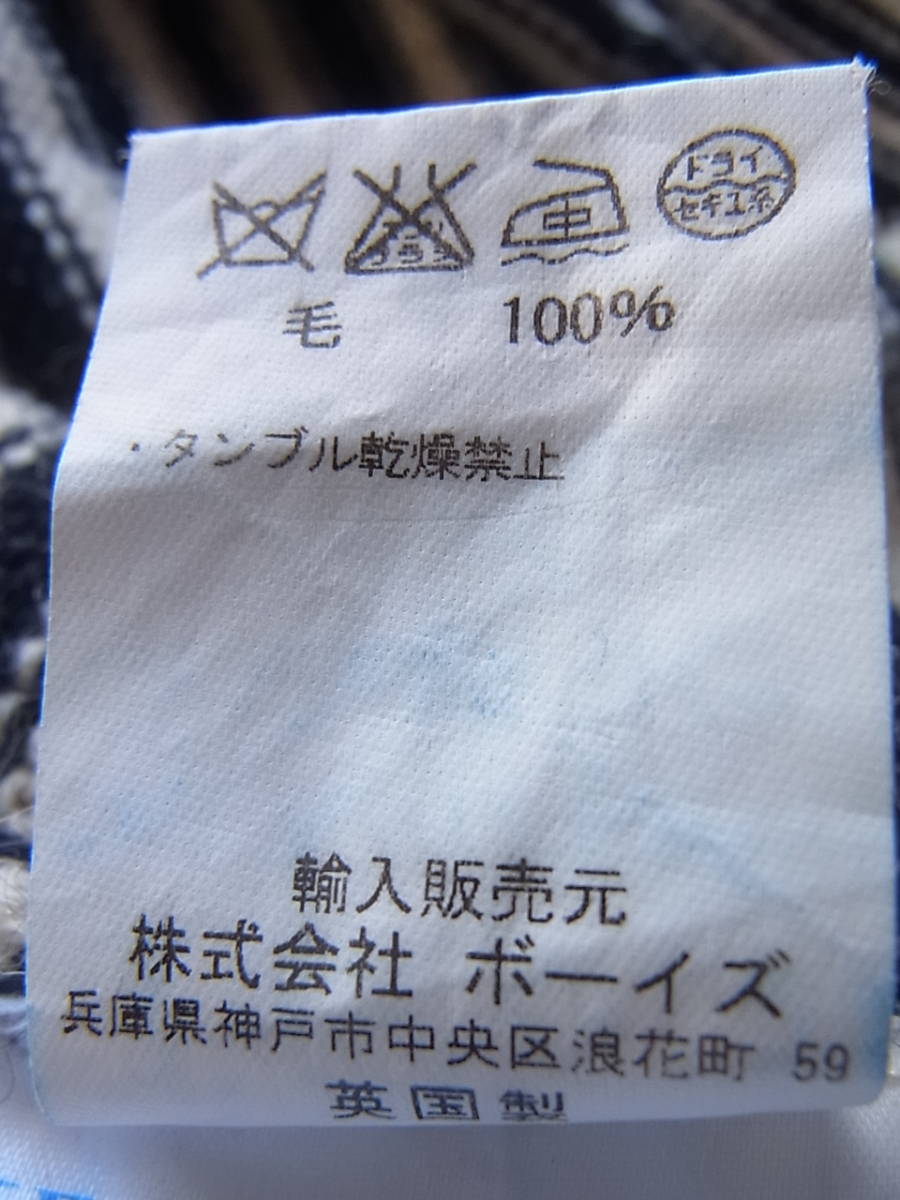 ドライ
セキユ系
中
毛 100%
・タンブル乾燥禁止
輸入販売元
株式会社 ボーイズ
兵庫県神戸市中央区浪花町 59
英国製